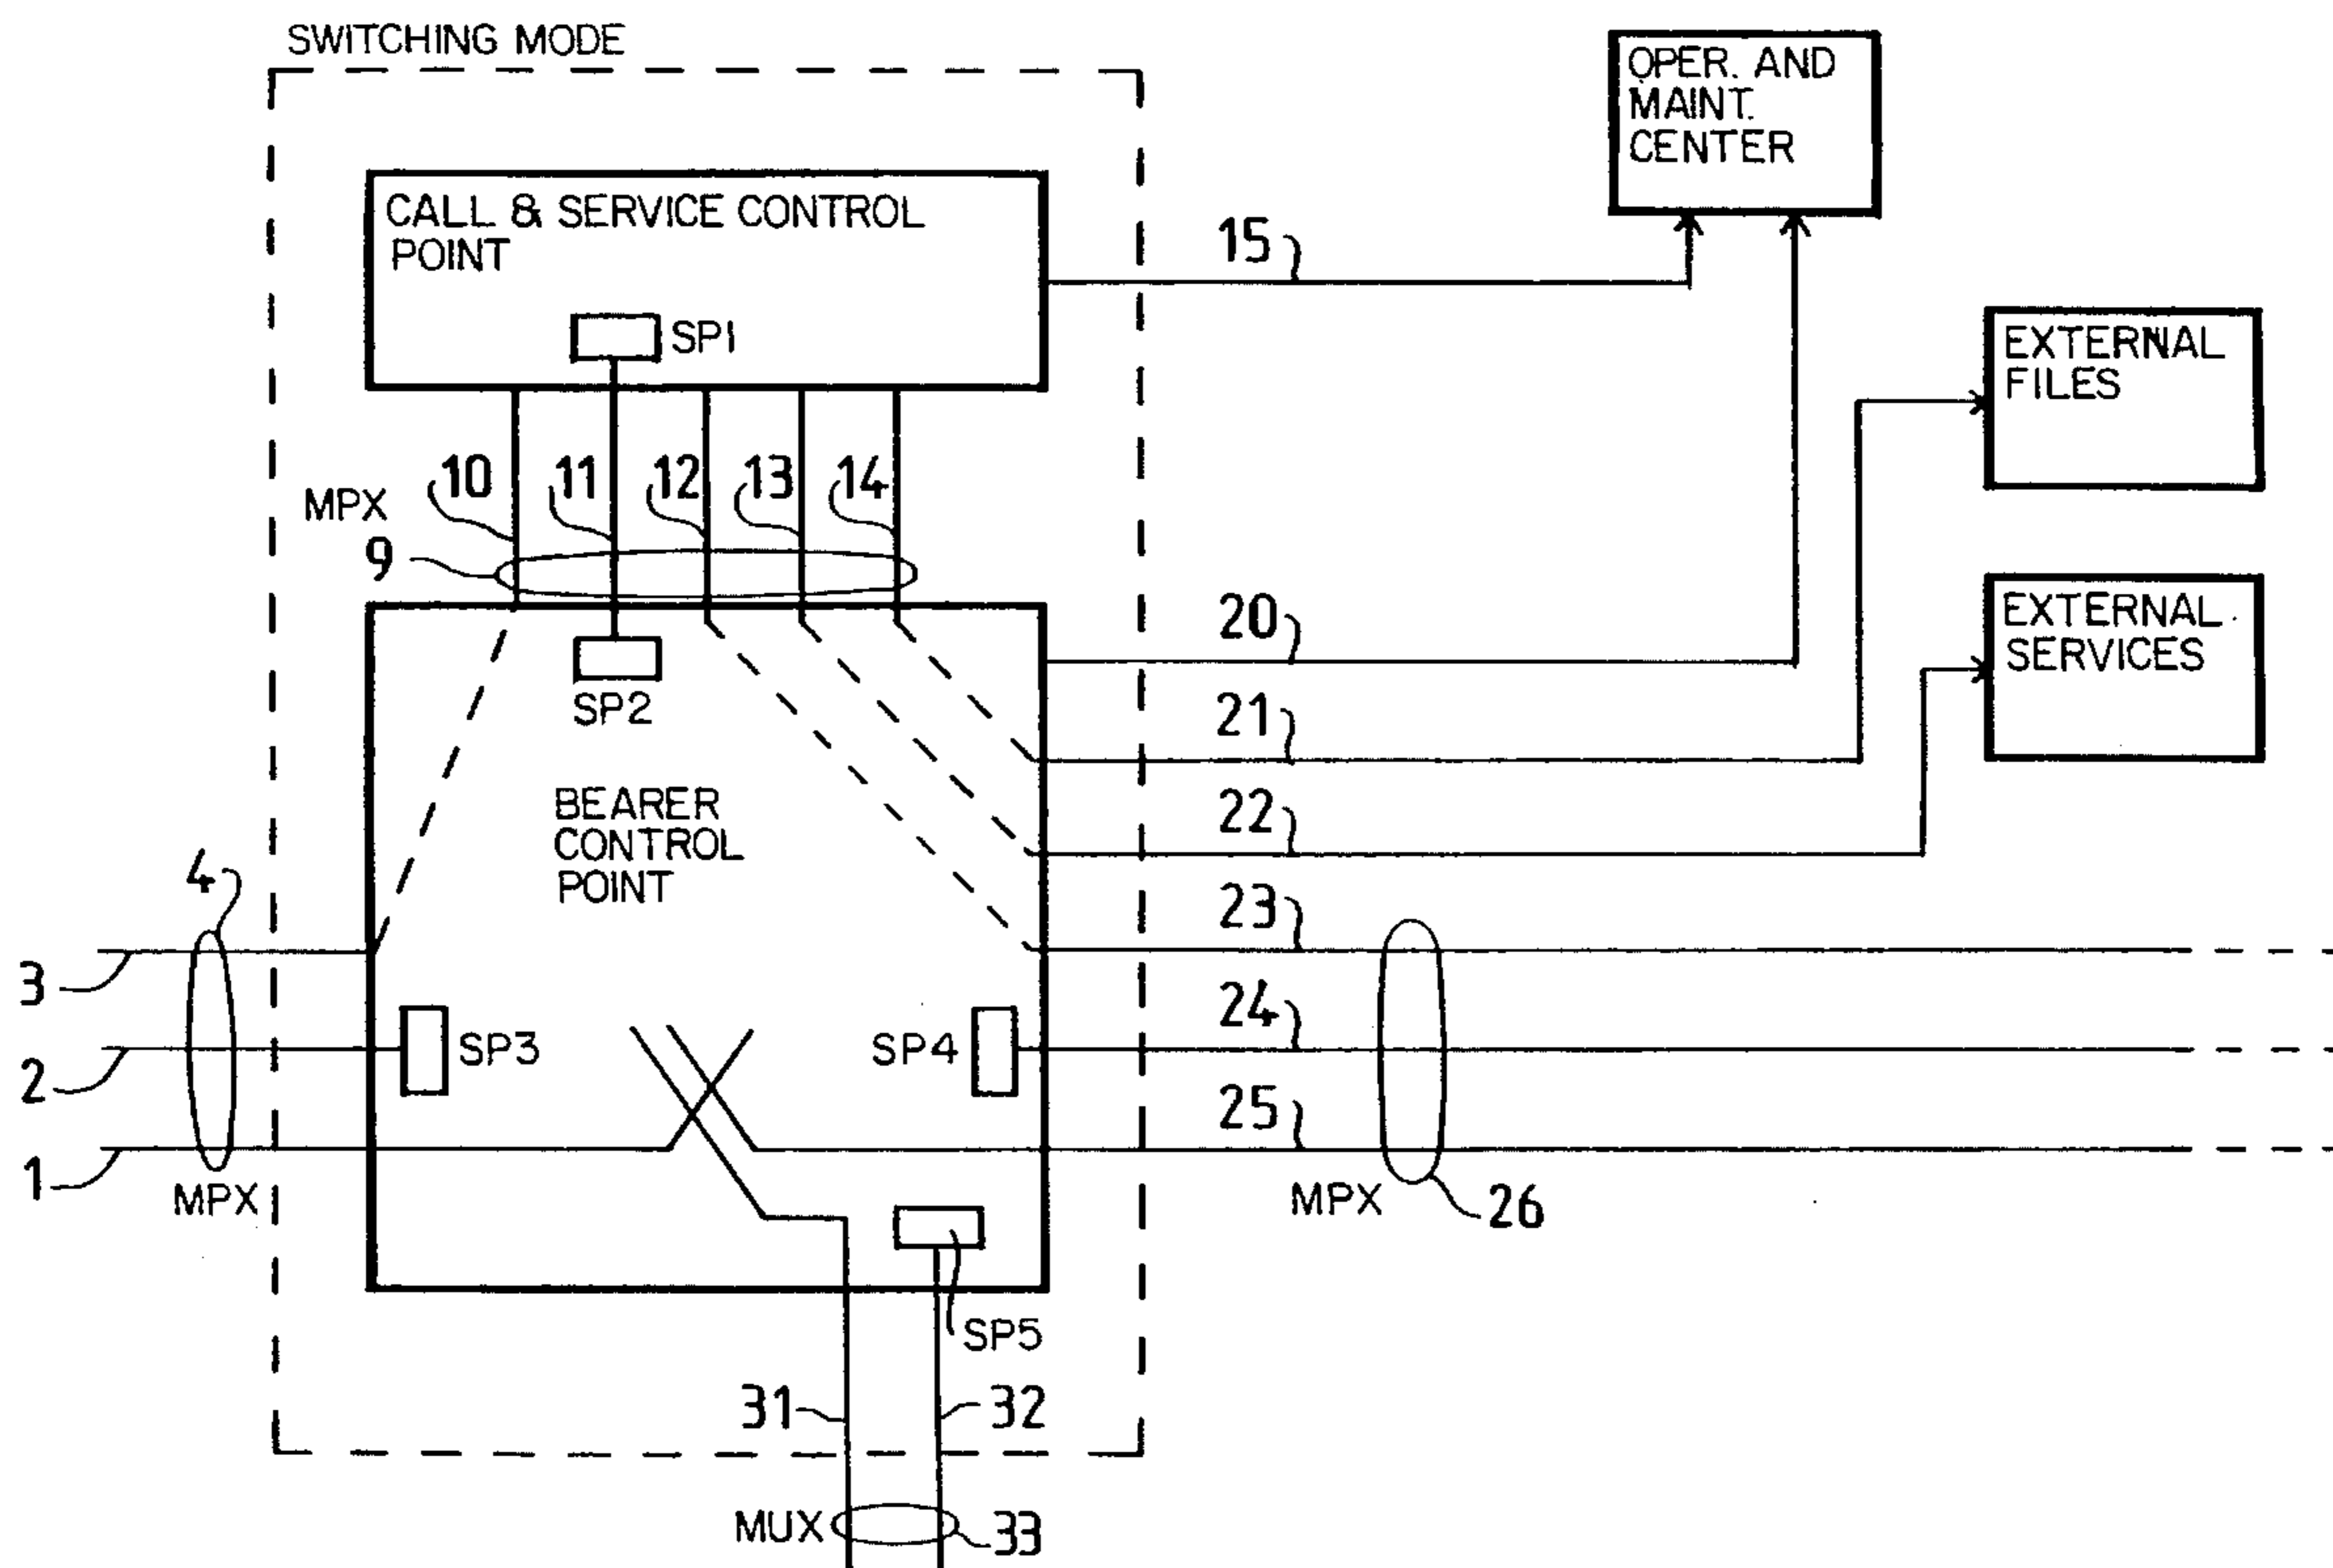 SWITCHING MODE
OPER. AND
MAINT.
CENTER
CALL & SERVICE CONTROL
POINT
15
SP1
EXTERNAL
FILES
10
11
12
13
14
MPX
9
20
EXTERNAL
SERVICES
SP2
21
BEARER
CONTROL
POINT
22
4
23
3
24
SP3
SP4
2
25
1
MPX
MPX
26
SP5
31
32
MUX
33